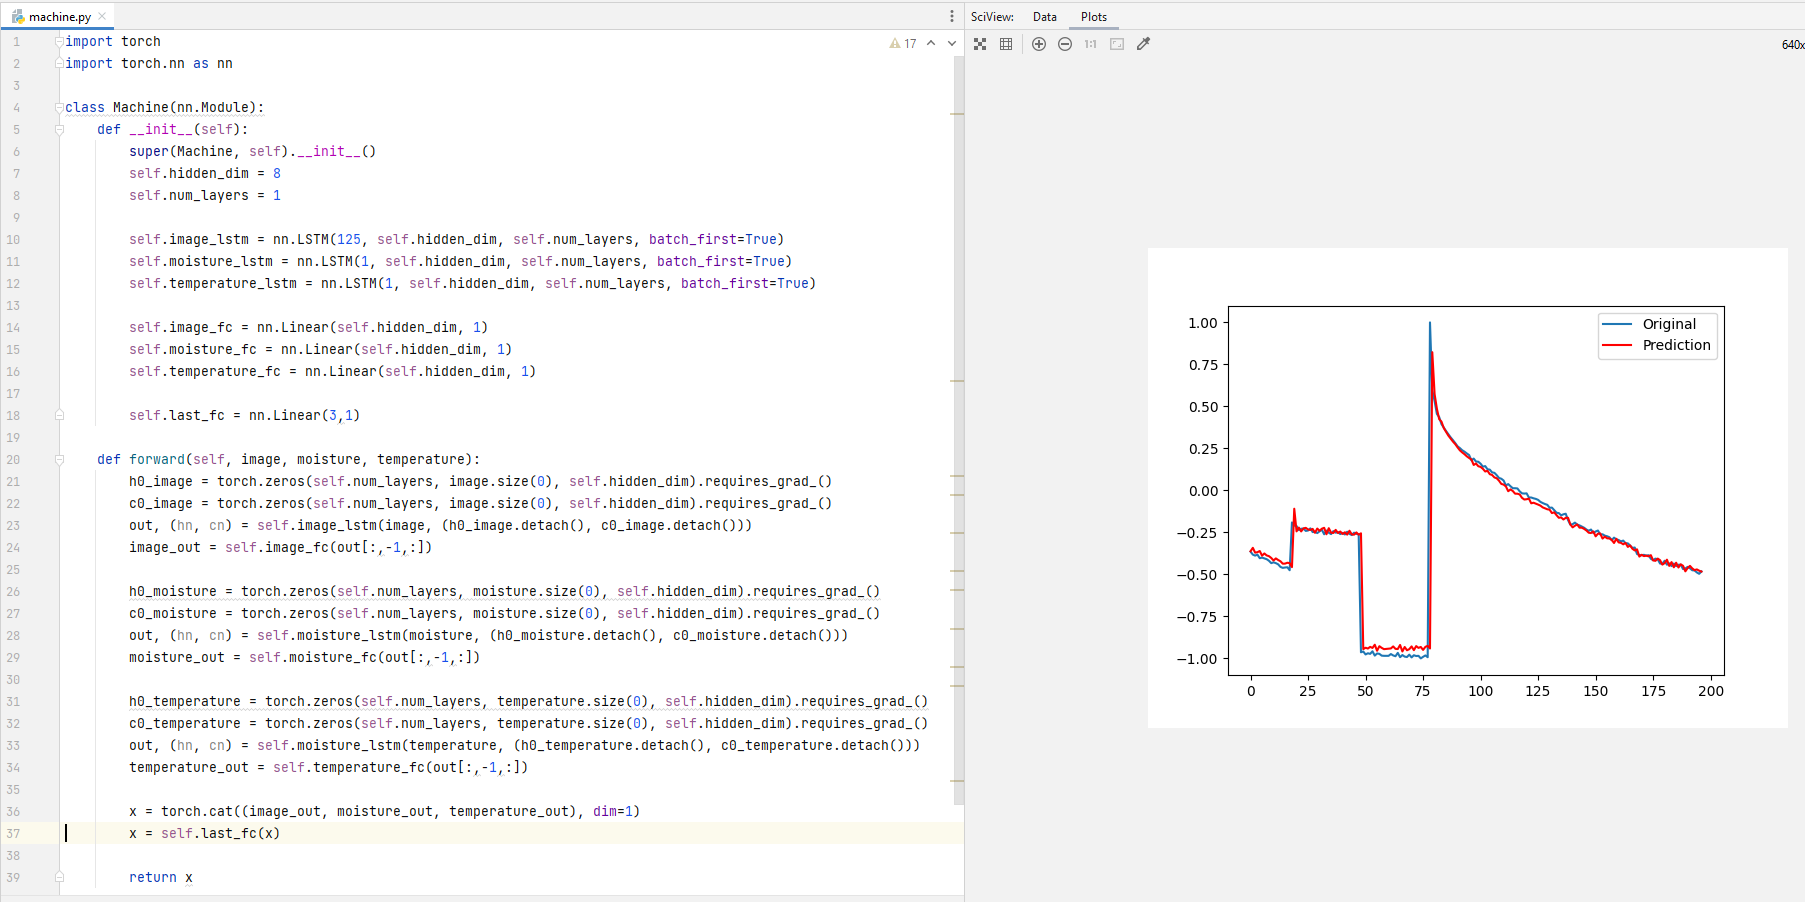 machine.py
SciView: Data Plots
17
1:1
640x
1 import torch
2 import torch.nn as nn
3
4 class Machine(nn.Module):
5 def __init__(self):
6 super(Machine, self).__init__()
7 self.hidden_dim = 8
8 self.num_layers = 1
9
10 self.image_lstm = nn.LSTM(125, self.hidden_dim, self.num_layers, batch_first=True)
11 self.moisture_lstm = nn.LSTM(1, self.hidden_dim, self.num_layers, batch_first=True)
12 self.temperature_lstm = nn.LSTM(1, self.hidden_dim, self.num_layers, batch_first=True)
13
14 self.image_fc = nn.Linear(self.hidden_dim, 1)
15 self.moisture_fc = nn.Linear(self.hidden_dim, 1)
16 self.temperature_fc = nn.Linear(self.hidden_dim, 1)
17
18 self.last_fc = nn.Linear(3,1)
19
20 def forward(self, image, moisture, temperature):
21 h0_image = torch.zeros(self.num_layers, image.size(0), self.hidden_dim).requires_grad_()
22 c0_image = torch.zeros(self.num_layers, image.size(0), self.hidden_dim).requires_grad_()
23 out, (hn, cn) = self.image_lstm(image, (h0_image.detach(), c0_image.detach()))
24 image_out = self.image_fc(out[:,-1,:])
25
26 h0_moisture = torch.zeros(self.num_layers, moisture.size(0), self.hidden_dim).requires_grad_()
27 c0_moisture = torch.zeros(self.num_layers, moisture.size(0), self.hidden_dim).requires_grad_()
28 out, (hn, cn) = self.moisture_lstm(moisture, (h0_moisture.detach(), c0_moisture.detach()))
29 moisture_out = self.moisture_fc(out[:,-1,:])
30
31 h0_temperature = torch.zeros(self.num_layers, temperature.size(0), self.hidden_dim).requires_grad_()
32 c0_temperature = torch.zeros(self.num_layers, temperature.size(0), self.hidden_dim).requires_grad_()
33 out, (hn, cn) = self.moisture_lstm(temperature, (h0_temperature.detach(), c0_temperature.detach()))
34 temperature_out = self.temperature_fc(out[:,-1,:])
35
36 x = torch.cat((image_out, moisture_out, temperature_out), dim=1)
37 x = self.last_fc(x)
38
39 return x
Original
Prediction
1.00
0.75
0.50
0.25
0.00
−0.25
−0.50
−0.75
−1.00
0 25 50 75 100 125 150 175 200